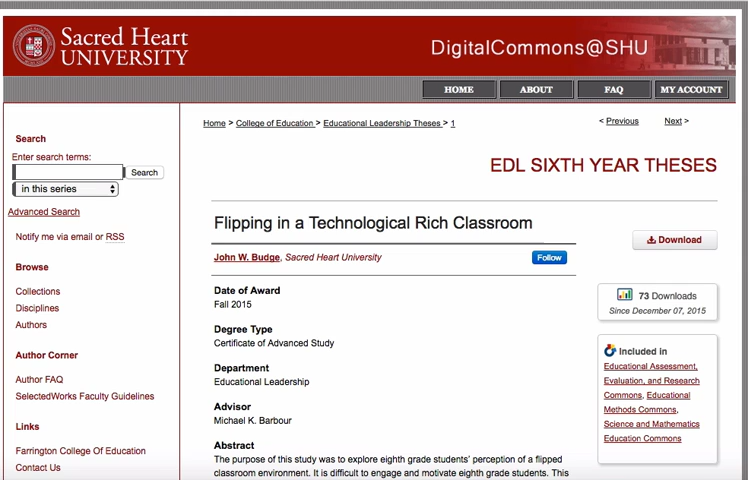 Sacred Heart
UNIVERSITY
DigitalCommons@SHU
HOME
ABOUT
FAQ
MY ACCOUNT
Search
Enter search terms:
Search
in this series
Advanced Search
Notify me via email or RSS
Browse
Collections
Disciplines
Authors
Author Corner
Author FAQ
SelectedWorks Faculty Guidelines
Links
Farrington College Of Education
Contact Us
Home > College of Education > Educational Leadership Theses > 1
< Previous
Next >
EDL SIXTH YEAR THESES
Flipping in a Technological Rich Classroom
John W. Budge, Sacred Heart University
Follow
Date of Award
Fall 2015
Degree Type
Certificate of Advanced Study
Department
Educational Leadership
Advisor
Michael K. Barbour
Abstract
The purpose of this study was to explore eighth grade students' perception of a flipped
classroom environment. It is difficult to engage and motivate eighth grade students. This
Download
73 Downloads
Since December 07, 2015
Included in
Educational Assessment,
Evaluation, and Research
Commons, Educational
Methods Commons,
Science and Mathematics
Education Commons